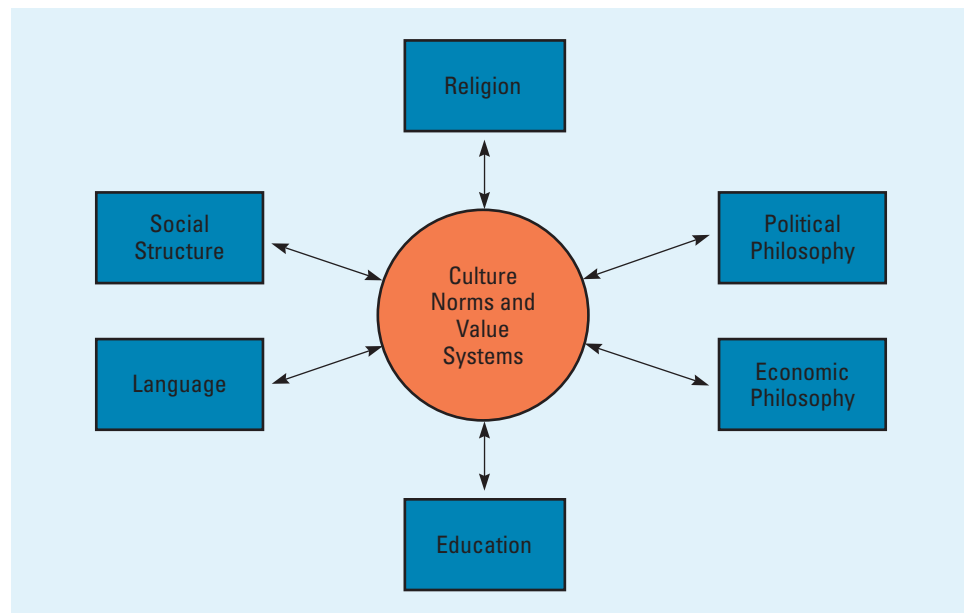 Religion
Social
Structure
Political
Philosophy
Culture
Norms and
Value
Systems
Language
Economic
Philosophy
Education